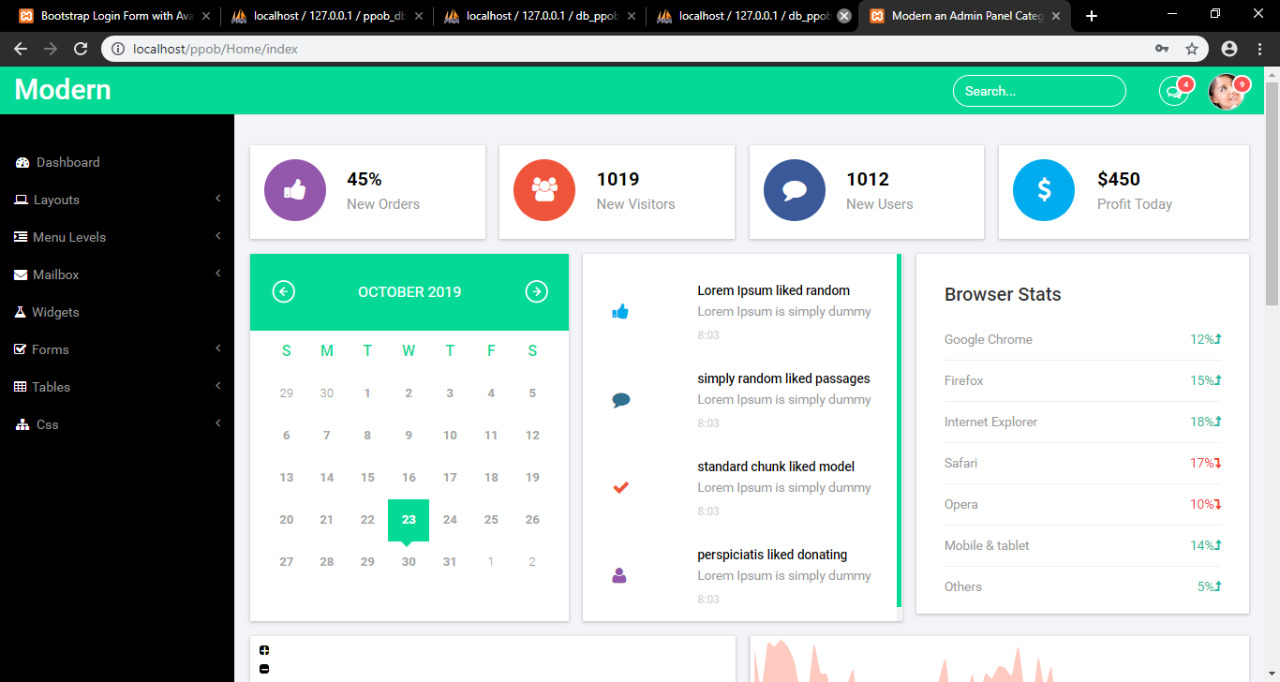 Bootstrap Login Form with Ava
localhost / 127.0.0.1 / ppob_db
localhost / 127.0.0.1 / db_ppob
localhost / 127.0.0.1 / db_ppob
Modern an Admin Panel Categ
localhost/ppob/Home/index
Modern
Search...
4
9
Dashboard
Layouts
Menu Levels
Mailbox
Widgets
Forms
Tables
Css
45%
New Orders
1019
New Visitors
1012
New Users
$450
Profit Today
OCTOBER 2019
S M T W T F S
29 30 1 2 3 4 5
6 7 8 9 10 11 12
13 14 15 16 17 18 19
20 21 22 23 24 25 26
27 28 29 30 31 1 2
Lorem Ipsum liked random
Lorem Ipsum is simply dummy
8:03
simply random liked passages
Lorem Ipsum is simply dummy
8:03
standard chunk liked model
Lorem Ipsum is simply dummy
8:03
perspiciatis liked donating
Lorem Ipsum is simply dummy
8:03
Browser Stats
Google Chrome 12%
Firefox 15%
Internet Explorer 18%
Safari 17%
Opera 10%
Mobile & tablet 14%
Others 5%